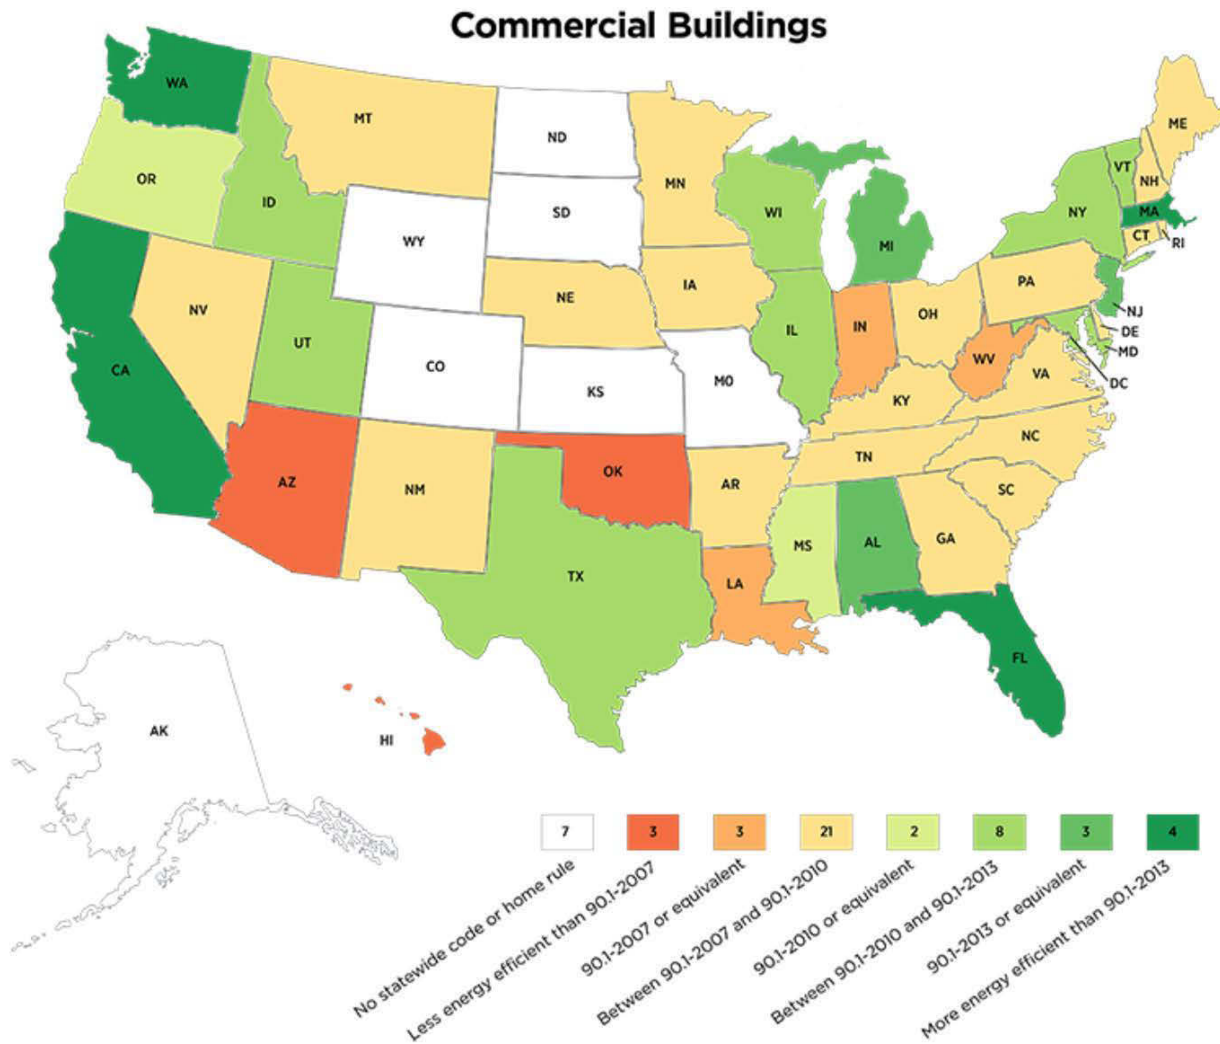 Commercial Buildings
WA
MT
ND
ME
MN
VT
OR
NH
ID
SD
WI
NY
MA
WY
MI
CT
RI
IA
PA
NE
NV
OH
NJ
IN
IL
DE
UT
MD
WV
CO
CA
VA
MO
DC
KS
KY
NC
TN
OK
AZ
AR
NM
SC
GA
MS
AL
TX
LA
FL
AK
HI
7
3
3
21
2
8
3
4
No statewide code or home rule
Less energy efficient than 90.1-2007
90.1-2007 or equivalent
Between 90.1-2007 and 90.1-2010
90.1-2010 or equivalent
Between 90.1-2010 and 90.1-2013
90.1-2013 or equivalent
More energy efficient than 90.1-2013